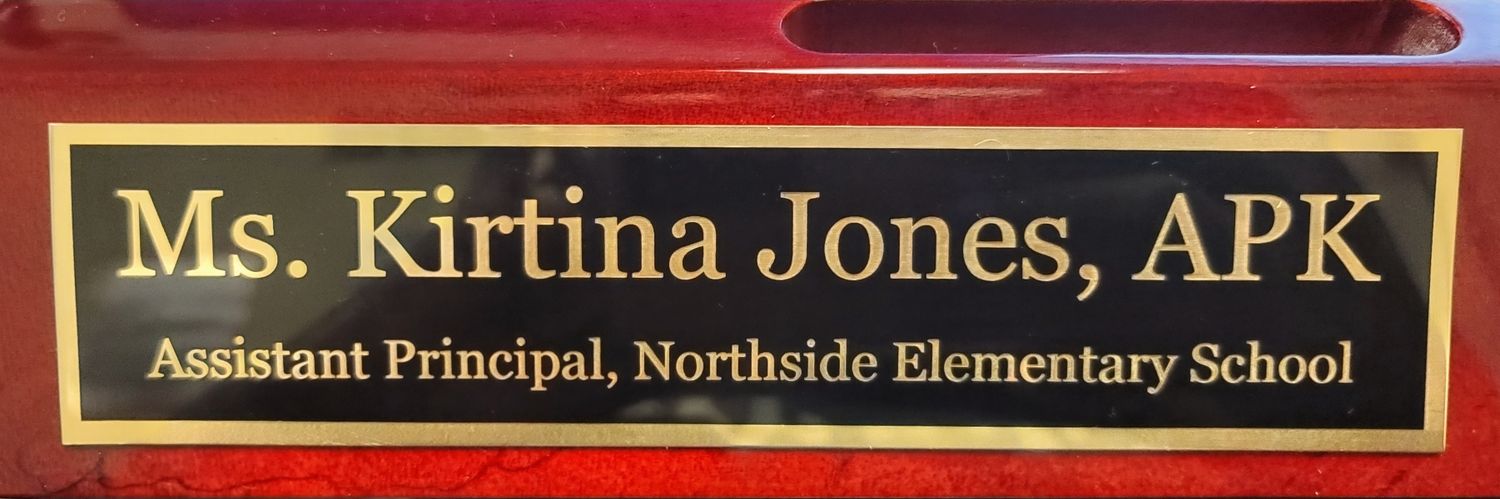 Ms. Kirtina Jones, APK
Assistant Principal, Northside Elementary School